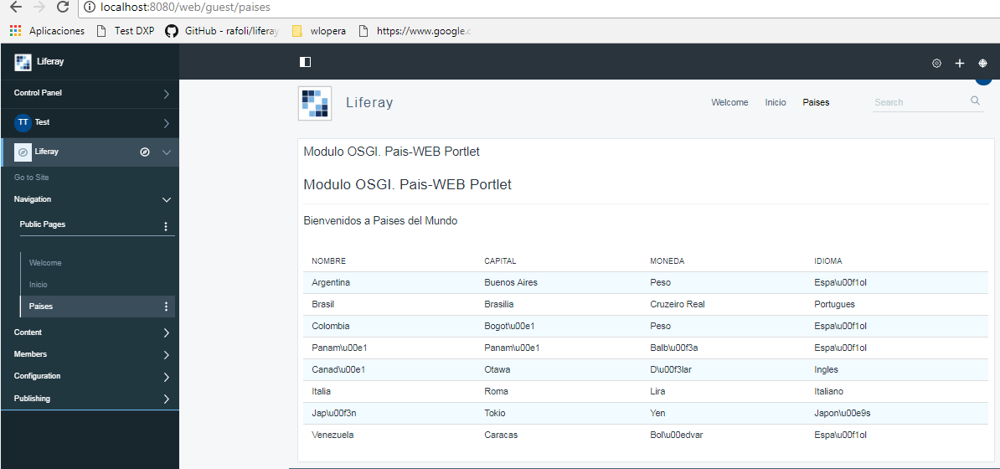 localhost:8080/web/guest/paises
Aplicaciones Test DXP GitHub - rafoli/liferay wlopera https://www.google.c
Liferay
Control Panel
TT Test
Liferay
Go to Site
Navigation
Public Pages
Welcome
Inicio
Paises
Content
Members
Configuration
Publishing
Liferay Welcome Inicio Paises Search
Modulo OSGI. Pais-WEB Portlet
Modulo OSGI. Pais-WEB Portlet
Bienvenidos a Paises del Mundo
NOMBRE CAPITAL MONEDA IDIOMA
Argentina Buenos Aires Peso Espa\u00f1ol
Brasil Brasilia Cruzeiro Real Portugues
Colombia Bogot\u00e1 Peso Espa\u00f1ol
Panam\u00e1 Panam\u00e1 Balb\u00f3a Espa\u00f1ol
Canad\u00e1 Otawa D\u00f3lar Ingles
Italia Roma Lira Italiano
Jap\u00f3n Tokio Yen Japon\u00e9s
Venezuela Caracas Bol\u00edvar Espa\u00f1ol